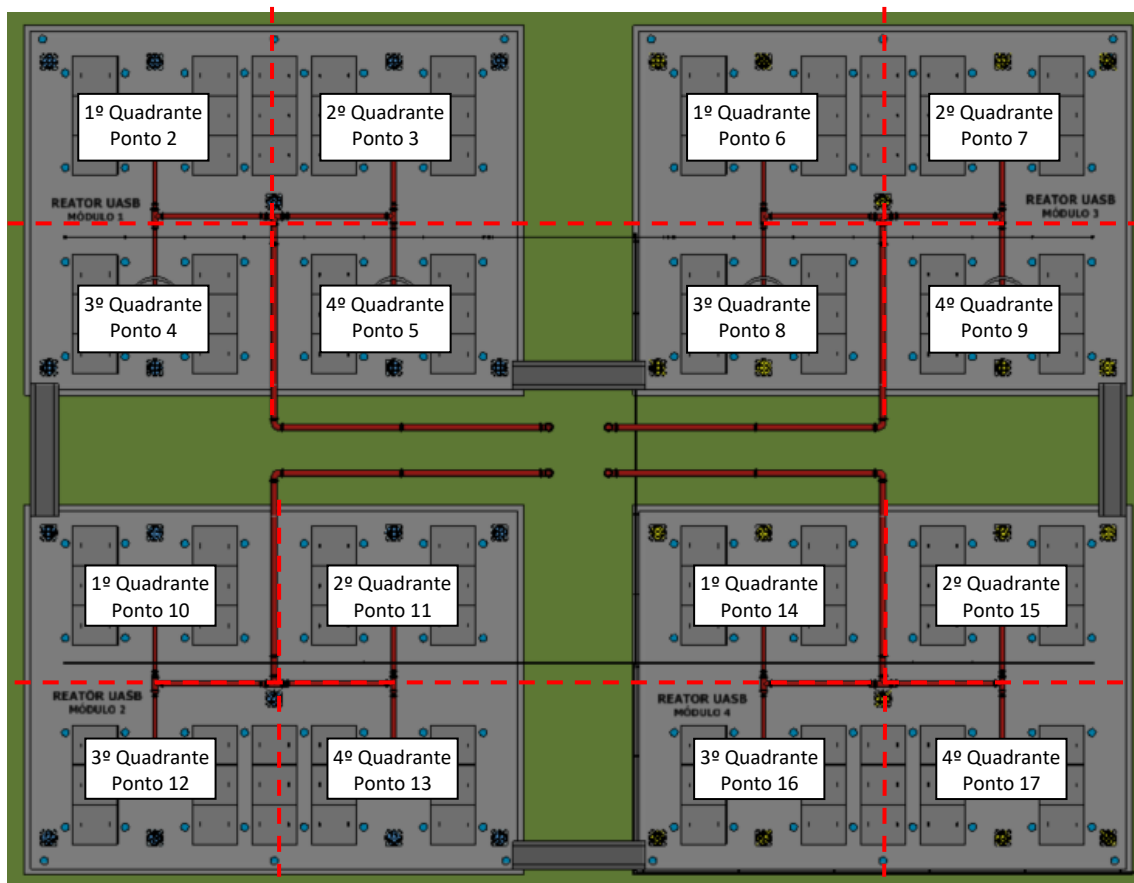 1º Quadrante
Ponto 2
2º Quadrante
Ponto 3
1º Quadrante
Ponto 6
2º Quadrante
Ponto 7
REATOR UASB
MÓDULO 1
REATOR UASB
MÓDULO 3
3º Quadrante
Ponto 4
4º Quadrante
Ponto 5
3º Quadrante
Ponto 8
4º Quadrante
Ponto 9
1º Quadrante
Ponto 10
2º Quadrante
Ponto 11
1º Quadrante
Ponto 14
2º Quadrante
Ponto 15
REATOR UASB
MÓDULO 2
REATOR UASB
MÓDULO 4
3º Quadrante
Ponto 12
4º Quadrante
Ponto 13
3º Quadrante
Ponto 16
4º Quadrante
Ponto 17